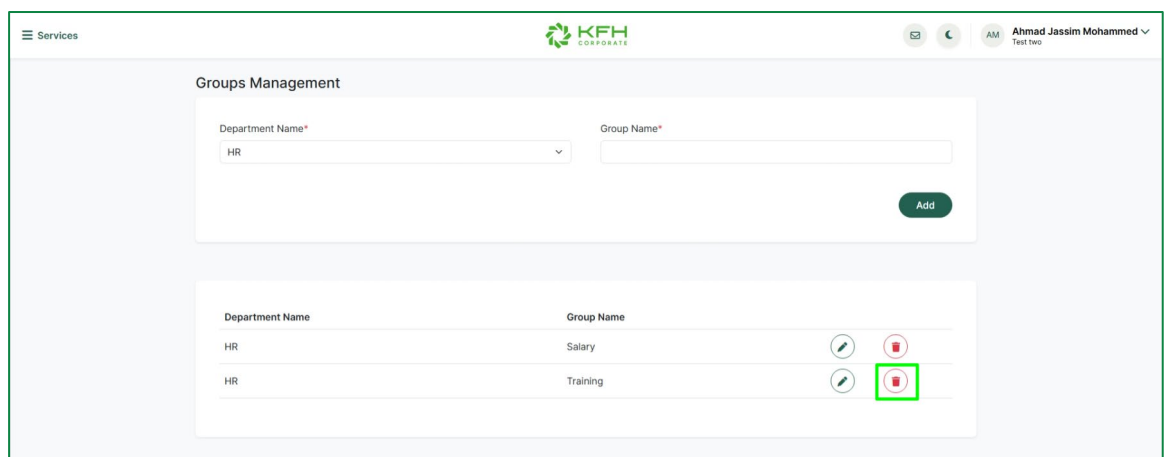 Services
KFH
CORPORATE
AM
Ahmad Jassim Mohammed
Test two
Groups Management
Department Name*
Group Name*
HR
Add
Department Name Group Name
HR Salary
HR Training